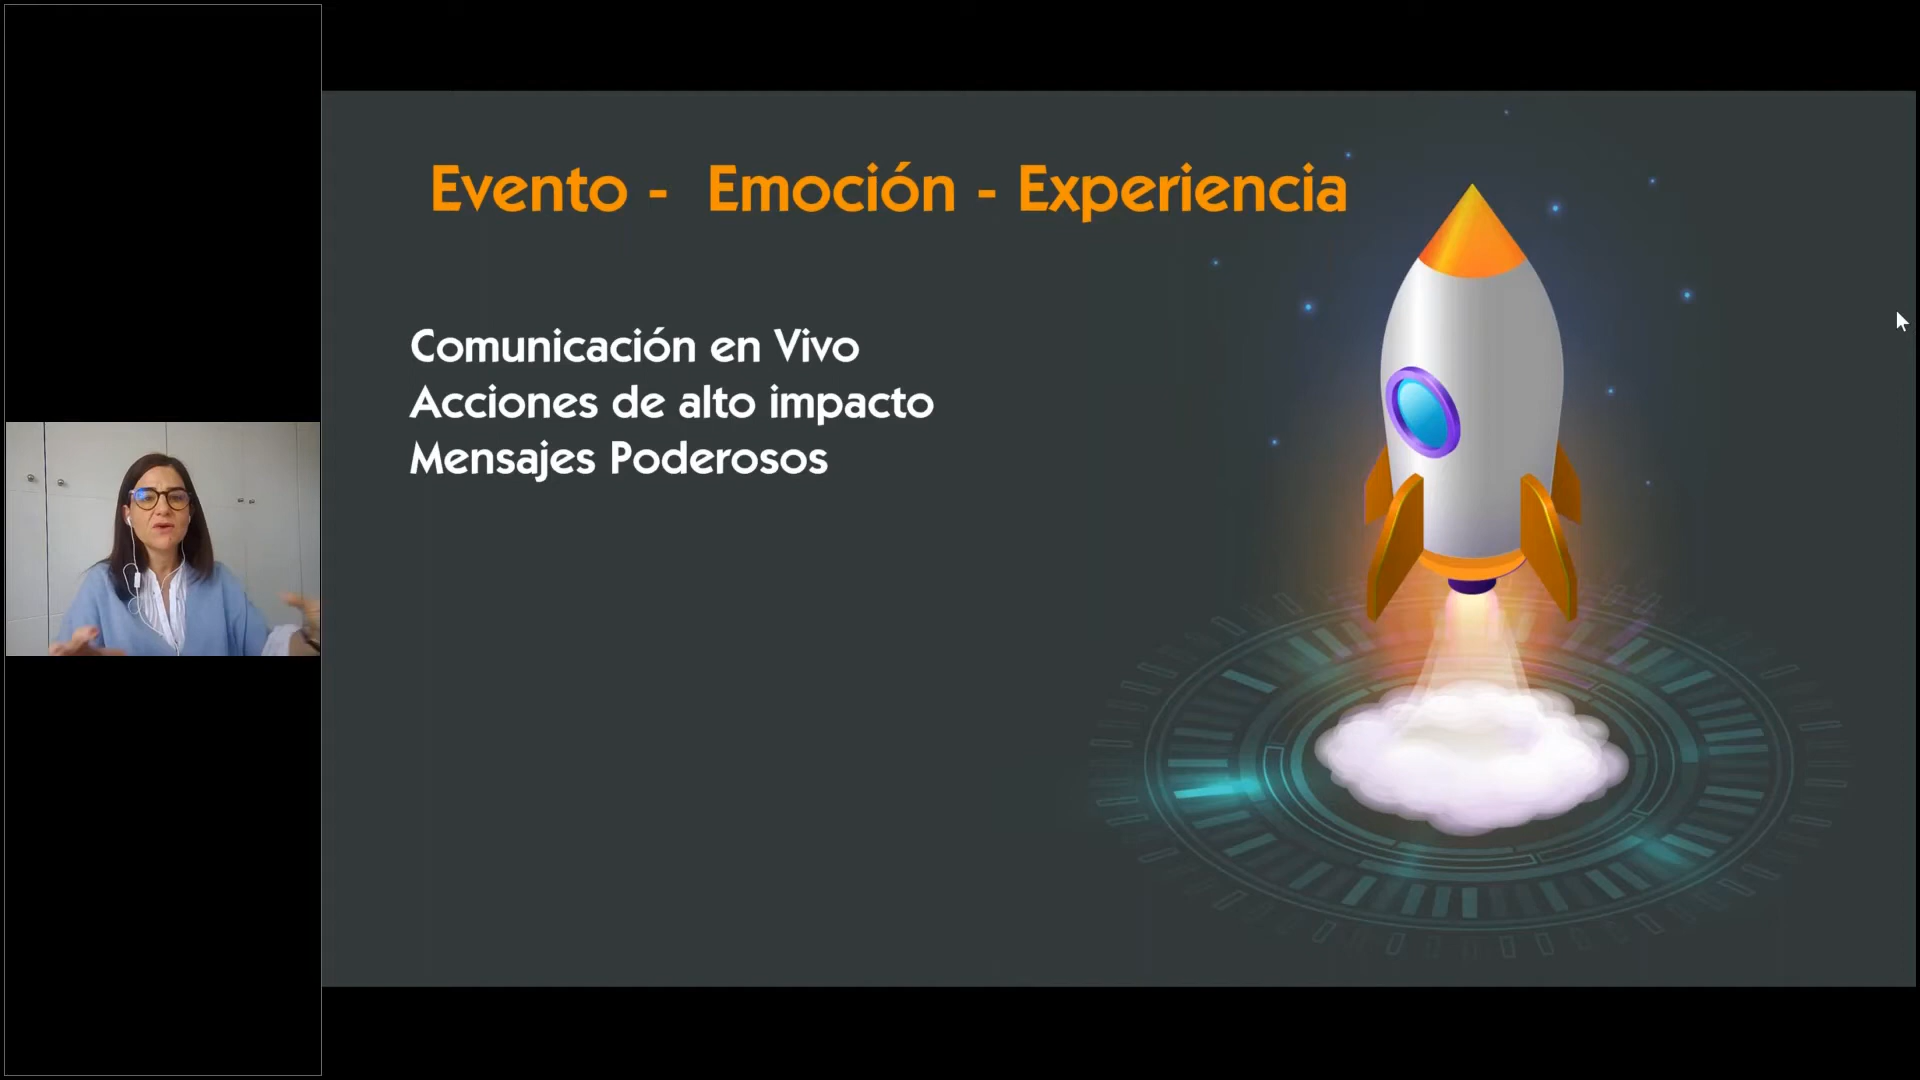 Evento -  Emoción - Experiencia
Comunicación en Vivo
Acciones de alto impacto
Mensajes Poderosos